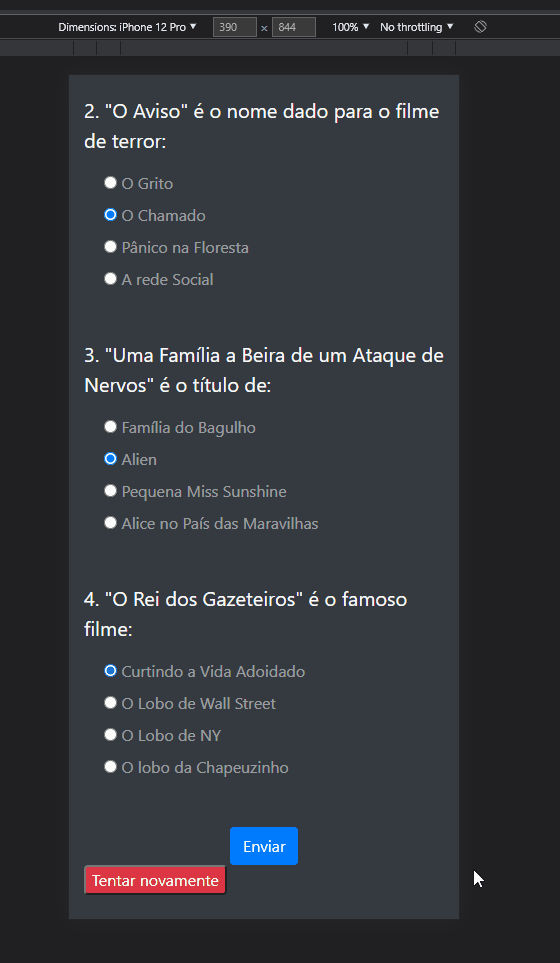 Dimensions: iPhone 12 Pro ▼ 390 × 844 100% ▼ No throttling ▼
2. "O Aviso" é o nome dado para o filme
de terror:
O Grito
O Chamado
Pânico na Floresta
A rede Social
3. "Uma Família a Beira de um Ataque de
Nervos" é o título de:
Família do Bagulho
Alien
Pequena Miss Sunshine
Alice no País das Maravilhas
4. "O Rei dos Gazeteiros" é o famoso
filme:
Curtindo a Vida Adoidado
O Lobo de Wall Street
O Lobo de NY
O lobo da Chapeuzinho
Enviar
Tentar novamente